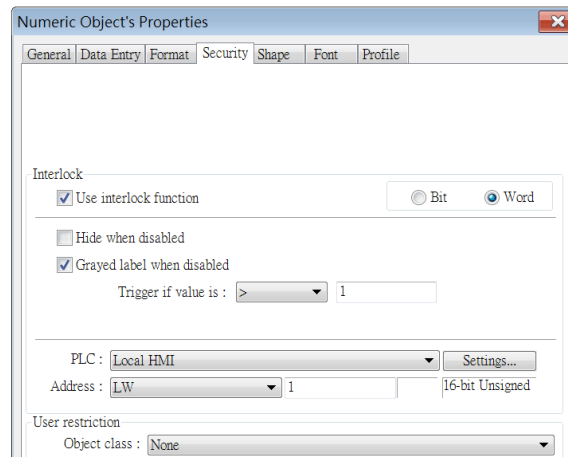 Numeric Object's Properties
General Data Entry Format Security Shape Font Profile
Interlock
Use interlock function Bit Word
Hide when disabled
Grayed label when disabled
Trigger if value is : > 1
PLC : Local HMI Settings...
Address : LW 1 16-bit Unsigned
User restriction
Object class : None